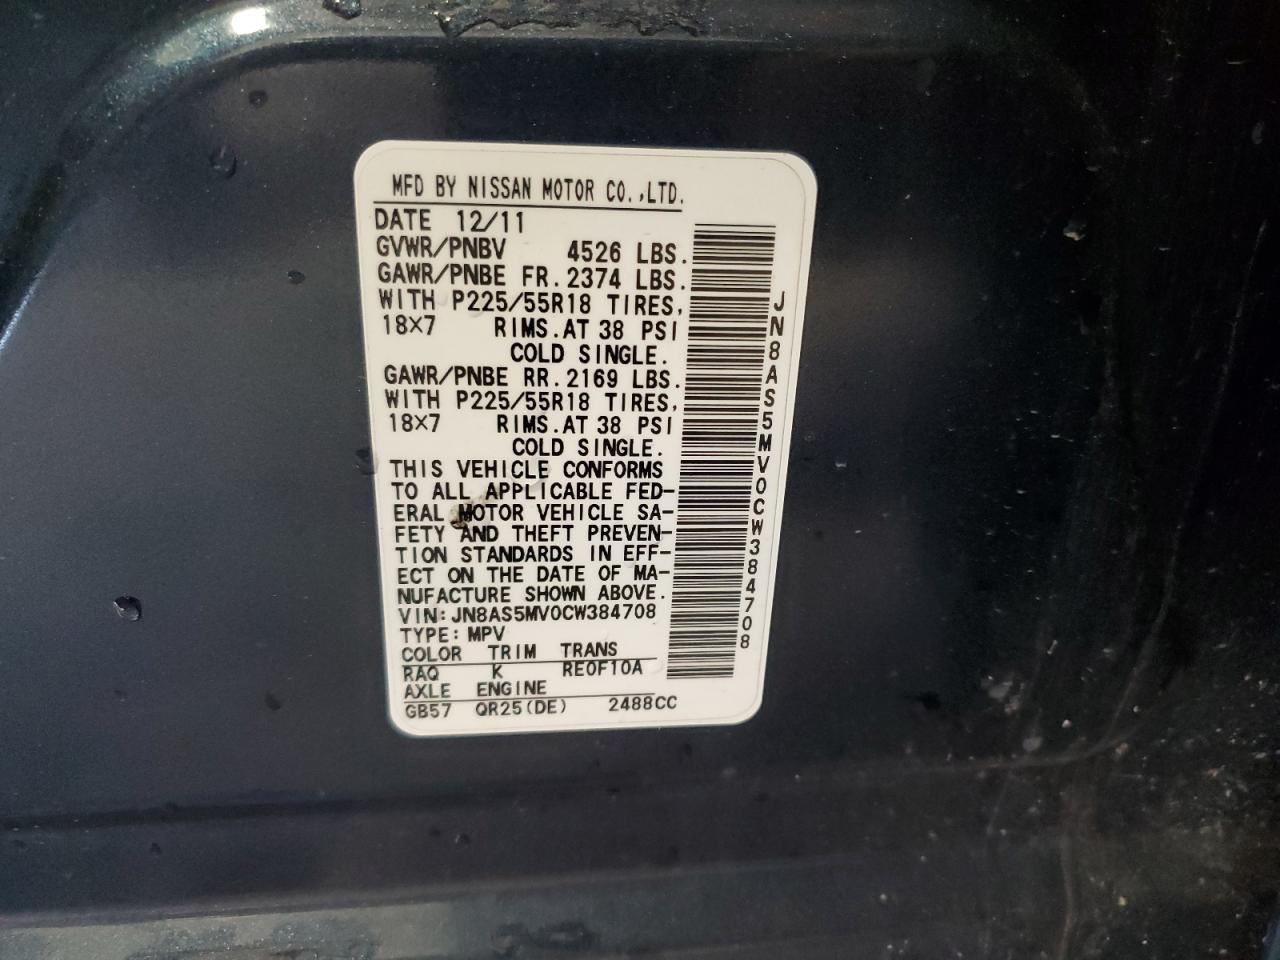 MFD BY NISSAN MOTOR CO.,LTD.
DATE 12/11
GVWR/PNBV 4526 LBS.
GAWR/PNBE FR.2374 LBS.
WITH P225/55R18 TIRES,
18×7 RIMS.AT 38 PSI
COLD SINGLE.
GAWR/PNBE RR.2169 LBS.
WITH P225/55R18 TIRES,
18×7 RIMS.AT 38 PSI
COLD SINGLE.
THIS VEHICLE CONFORMS
TO ALL APPLICABLE FED-
ERAL MOTOR VEHICLE SA-
FETY AND THEFT PREVEN-
TION STANDARDS IN EFF-
ECT ON THE DATE OF MA-
NUFACTURE SHOWN ABOVE.
VIN:JN8AS5MV0CW384708
TYPE:MPV
COLOR TRIM TRANS
RAQ K RE0F10A
AXLE ENGINE
GB57 QR25(DE) 2488CC
JN8AS5MV0CW384708